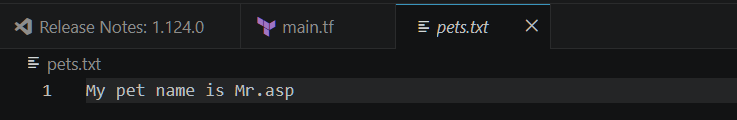 Release Notes: 1.124.0 main.tf pets.txt
pets.txt
1 My pet name is Mr.asp